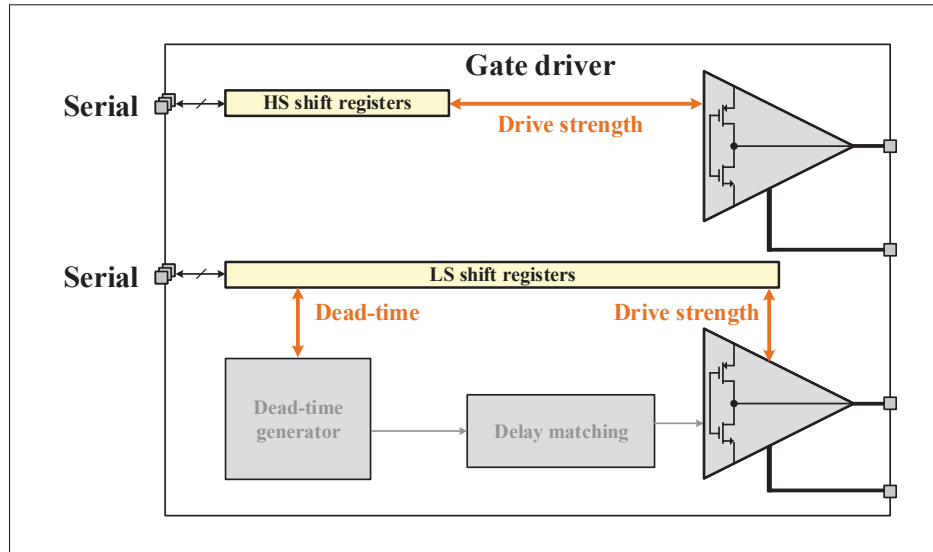 Gate driver
Serial
HS shift registers
Drive strength
Serial
LS shift registers
Dead-time
Drive strength
Dead-time
generator
Delay matching